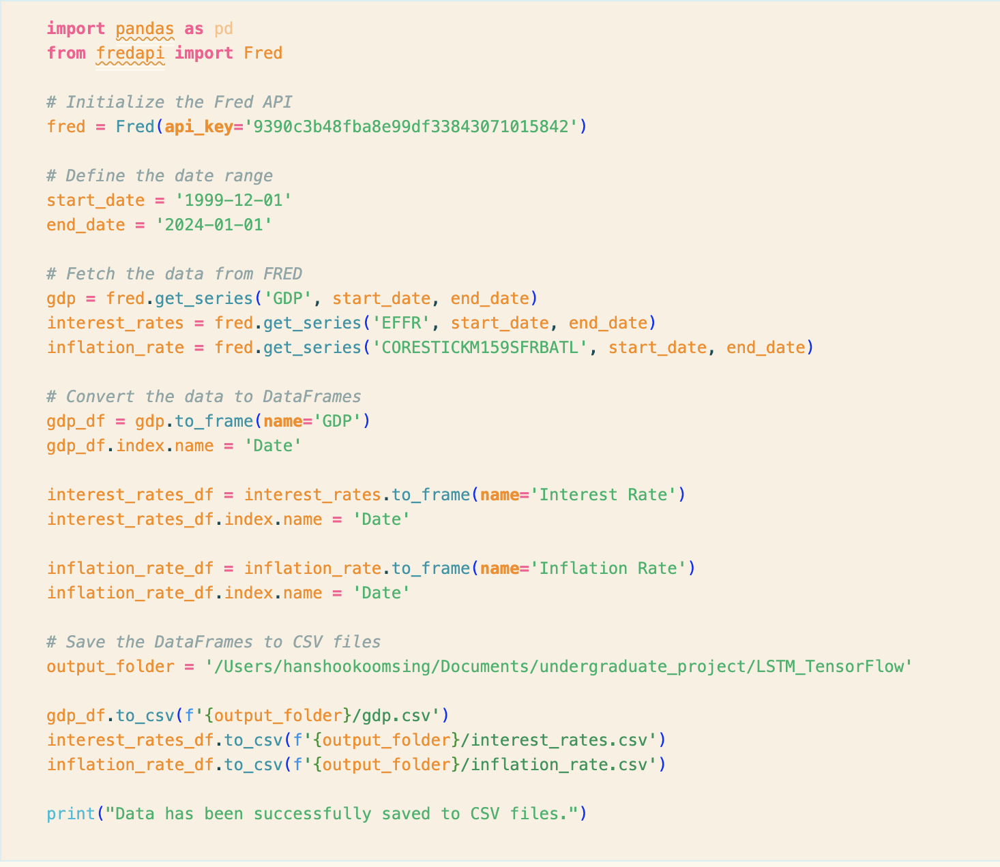 import pandas as pd
from fredapi import Fred
# Initialize the Fred API
fred = Fred(api_key='9390c3b48fba8e99df33843071015842')
# Define the date range
start_date = '1999-12-01'
end_date = '2024-01-01'
# Fetch the data from FRED
gdp = fred.get_series('GDP', start_date, end_date)
interest_rates = fred.get_series('EFFR', start_date, end_date)
inflation_rate = fred.get_series('CORESTICKM159SFRBATL', start_date, end_date)
# Convert the data to DataFrames
gdp_df = gdp.to_frame(name='GDP')
gdp_df.index.name = 'Date'
interest_rates_df = interest_rates.to_frame(name='Interest Rate')
interest_rates_df.index.name = 'Date'
inflation_rate_df = inflation_rate.to_frame(name='Inflation Rate')
inflation_rate_df.index.name = 'Date'
# Save the DataFrames to CSV files
output_folder = '/Users/hanshookoomsing/Documents/undergraduate_project/LSTM_TensorFlow'
gdp_df.to_csv(f'{output_folder}/gdp.csv')
interest_rates_df.to_csv(f'{output_folder}/interest_rates.csv')
inflation_rate_df.to_csv(f'{output_folder}/inflation_rate.csv')
print("Data has been successfully saved to CSV files.")